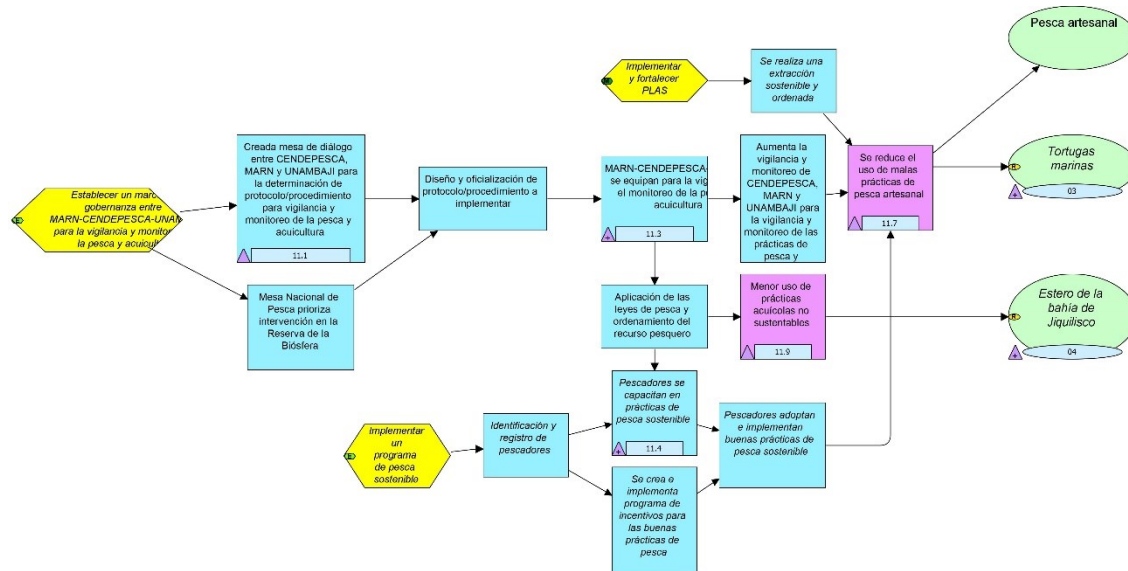 Pesca artesanal
Implementar
y fortalecer
PLAS
Se realiza una
extracción
sostenible y
ordenada
Establecer un marc
gobernanza entre
MARN-CENDEPESCA-UNAN
para la vigilancia y monitor
la pesca y acuicult
Creada mesa de diálogo
entre CENDEPESCA,
MARN y UNAMBAJI para
la determinación de
protocolo/procedimiento
para vigilancia y
monitoreo de la pesca y
acuicultura
11.1
Diseño y oficialización de
protocolo/procedimiento a
implementar
MARN-CENDEPESCA-
se equipan para la vig
el monitoreo de la pe
acuicultura
11.3
Aumenta la
vigilancia y
monitoreo de
CENDEPESCA,
MARN y
UNAMBAJI para
la vigilancia y
monitoreo de las
prácticas de
pesca y
Se reduce el
uso de malas
prácticas de
pesca artesanal
11.7
Tortugas
marinas
03
Mesa Nacional de
Pesca prioriza
intervención en la
Reserva de la
Biósfera
Aplicación de las
leyes de pesca y
ordenamiento del
recurso pesquero
Menor uso de
prácticas
acuícolas no
sustentables
11.9
Estero de la
bahía de
Jiquilisco
04
Implementar
un
programa
de pesca
sostenible
Identificación y
registro de
pescadores
Pescadores se
capacitan en
prácticas de
pesca sostenible
11.4
Pescadores adoptan
e implementan
buenas prácticas de
pesca sostenible
Se crea e
implementa
programa de
incentivos para
las buenas
prácticas de
pesca